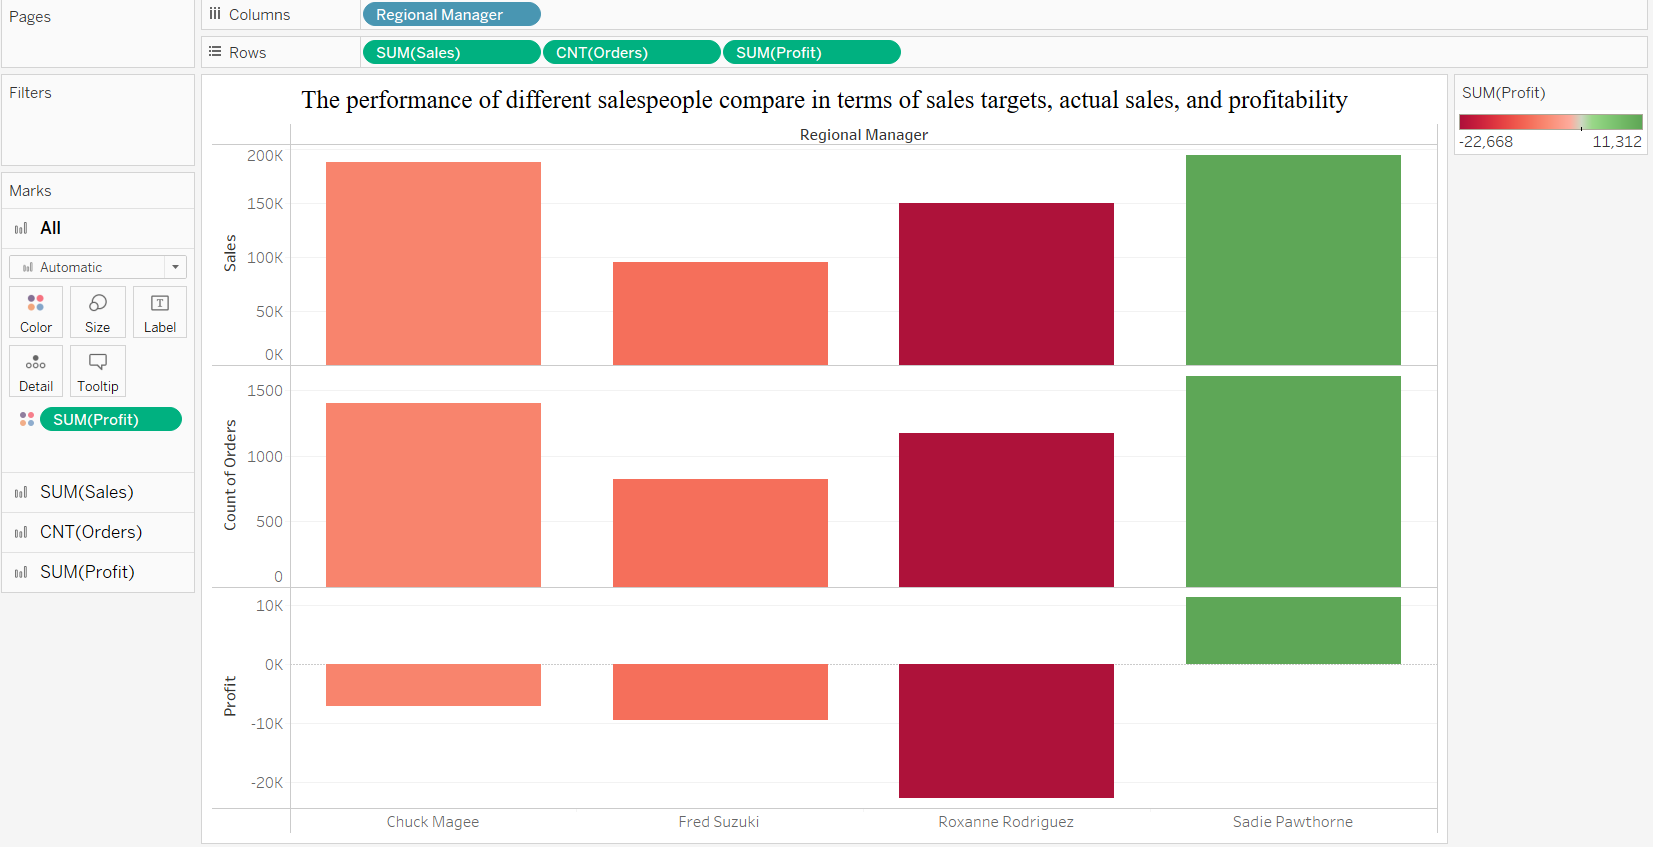 Pages
Columns
Regional Manager
Rows
SUM(Sales)
CNT(Orders)
SUM(Profit)
Filters
Marks
All
Automatic
Color
Size
Label
Detail
Tooltip
SUM(Profit)
SUM(Sales)
CNT(Orders)
SUM(Profit)
The performance of different salespeople compare in terms of sales targets, actual sales, and profitability
Regional Manager
Sales
200K
150K
100K
50K
0K
Count of Orders
1500
1000
500
0
Profit
10K
0K
-10K
-20K
Chuck Magee
Fred Suzuki
Roxanne Rodriguez
Sadie Pawthorne
SUM(Profit)
-22,668
11,312